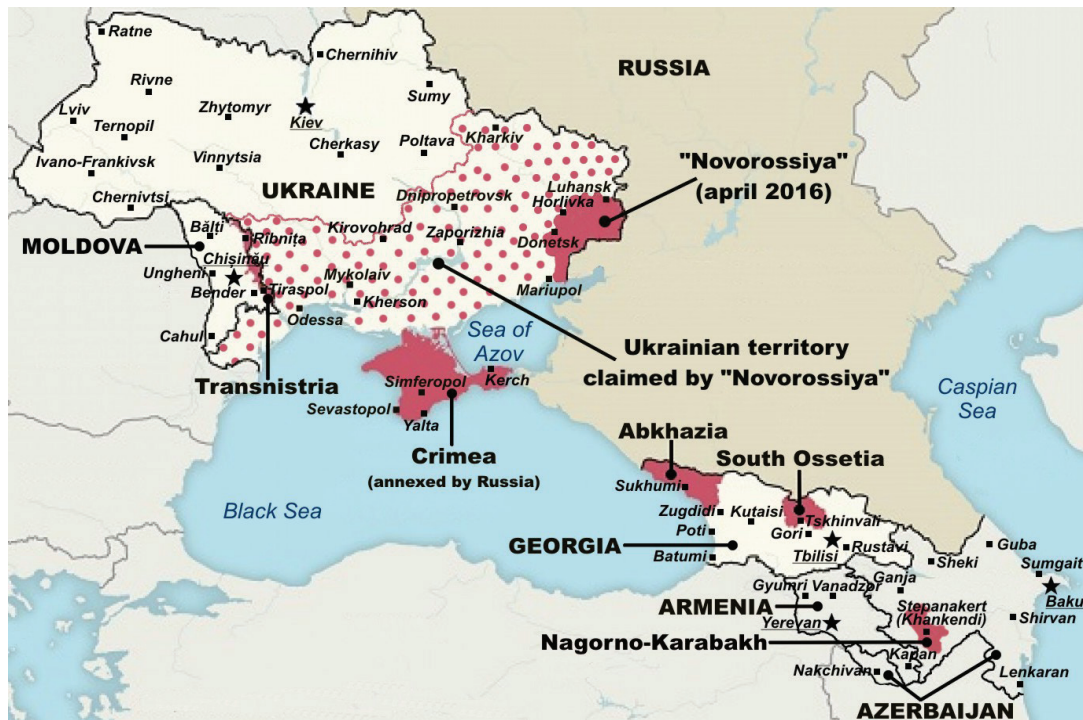 Ratne
Chernihiv
RUSSIA
Rivne
Sumy
Lviv
Zhytomyr
Kiev
Ternopil
Poltava
Kharkiv
Cherkasy
Ivano-Frankivsk
Vinnytsia
"Novorossiya"
(april 2016)
UKRAINE
Dnipropetrovsk
Luhansk
Horlivka
Chernivtsi
Bălți
Rîbnița
Kirovohrad
Zaporizhia
Donetsk
MOLDOVA
Chișinău
Ungheni
Mykolaiv
Bender
Tiraspol
Kherson
Mariupol
Odessa
Cahul
Sea of
Azov
Ukrainian territory
claimed by "Novorossiya"
Transnistria
Simferopol
Kerch
Caspian
Sea
Sevastopol
Yalta
Abkhazia
Crimea
(annexed by Russia)
South Ossetia
Sukhumi
Black Sea
Zugdidi
Kutaisi
Tskhinvali
Poti
Gori
GEORGIA
Tbilisi
Rustavi
Guba
Batumi
Sheki
Sumgait
Gyumri
Vanadzor
Ganja
Baku
ARMENIA
Stepanakert
(Khankendi)
Shirvan
Yerevan
Nagorno-Karabakh
Kapan
Nakchivan
Lenkaran
AZERBAIJAN